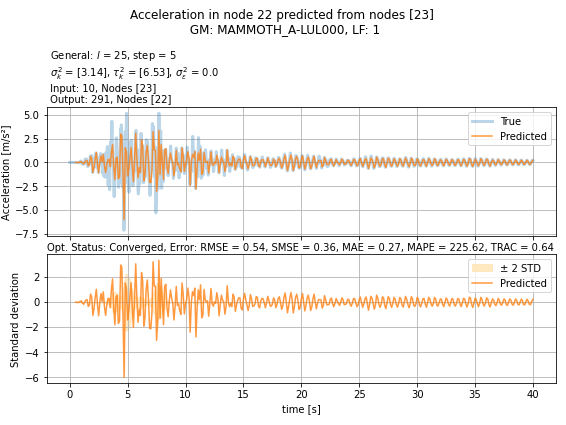 Acceleration in node 22 predicted from nodes [23]
GM: MAMMOTH_A-LUL000, LF: 1
General: l = 25, step = 5
σ²ₖ = [3.14], τ²ₖ = [6.53], σ²ε = 0.0
Input: 10, Nodes [23]
Output: 291, Nodes [22]
Acceleration [m/s²]
5.0
2.5
0.0
−2.5
−5.0
−7.5
True
Predicted
Opt. Status: Converged, Error: RMSE = 0.54, SMSE = 0.36, MAE = 0.27, MAPE = 225.62, TRAC = 0.64
Standard deviation
2
0
−2
−4
−6
± 2 STD
Predicted
0 5 10 15 20 25 30 35 40
time [s]